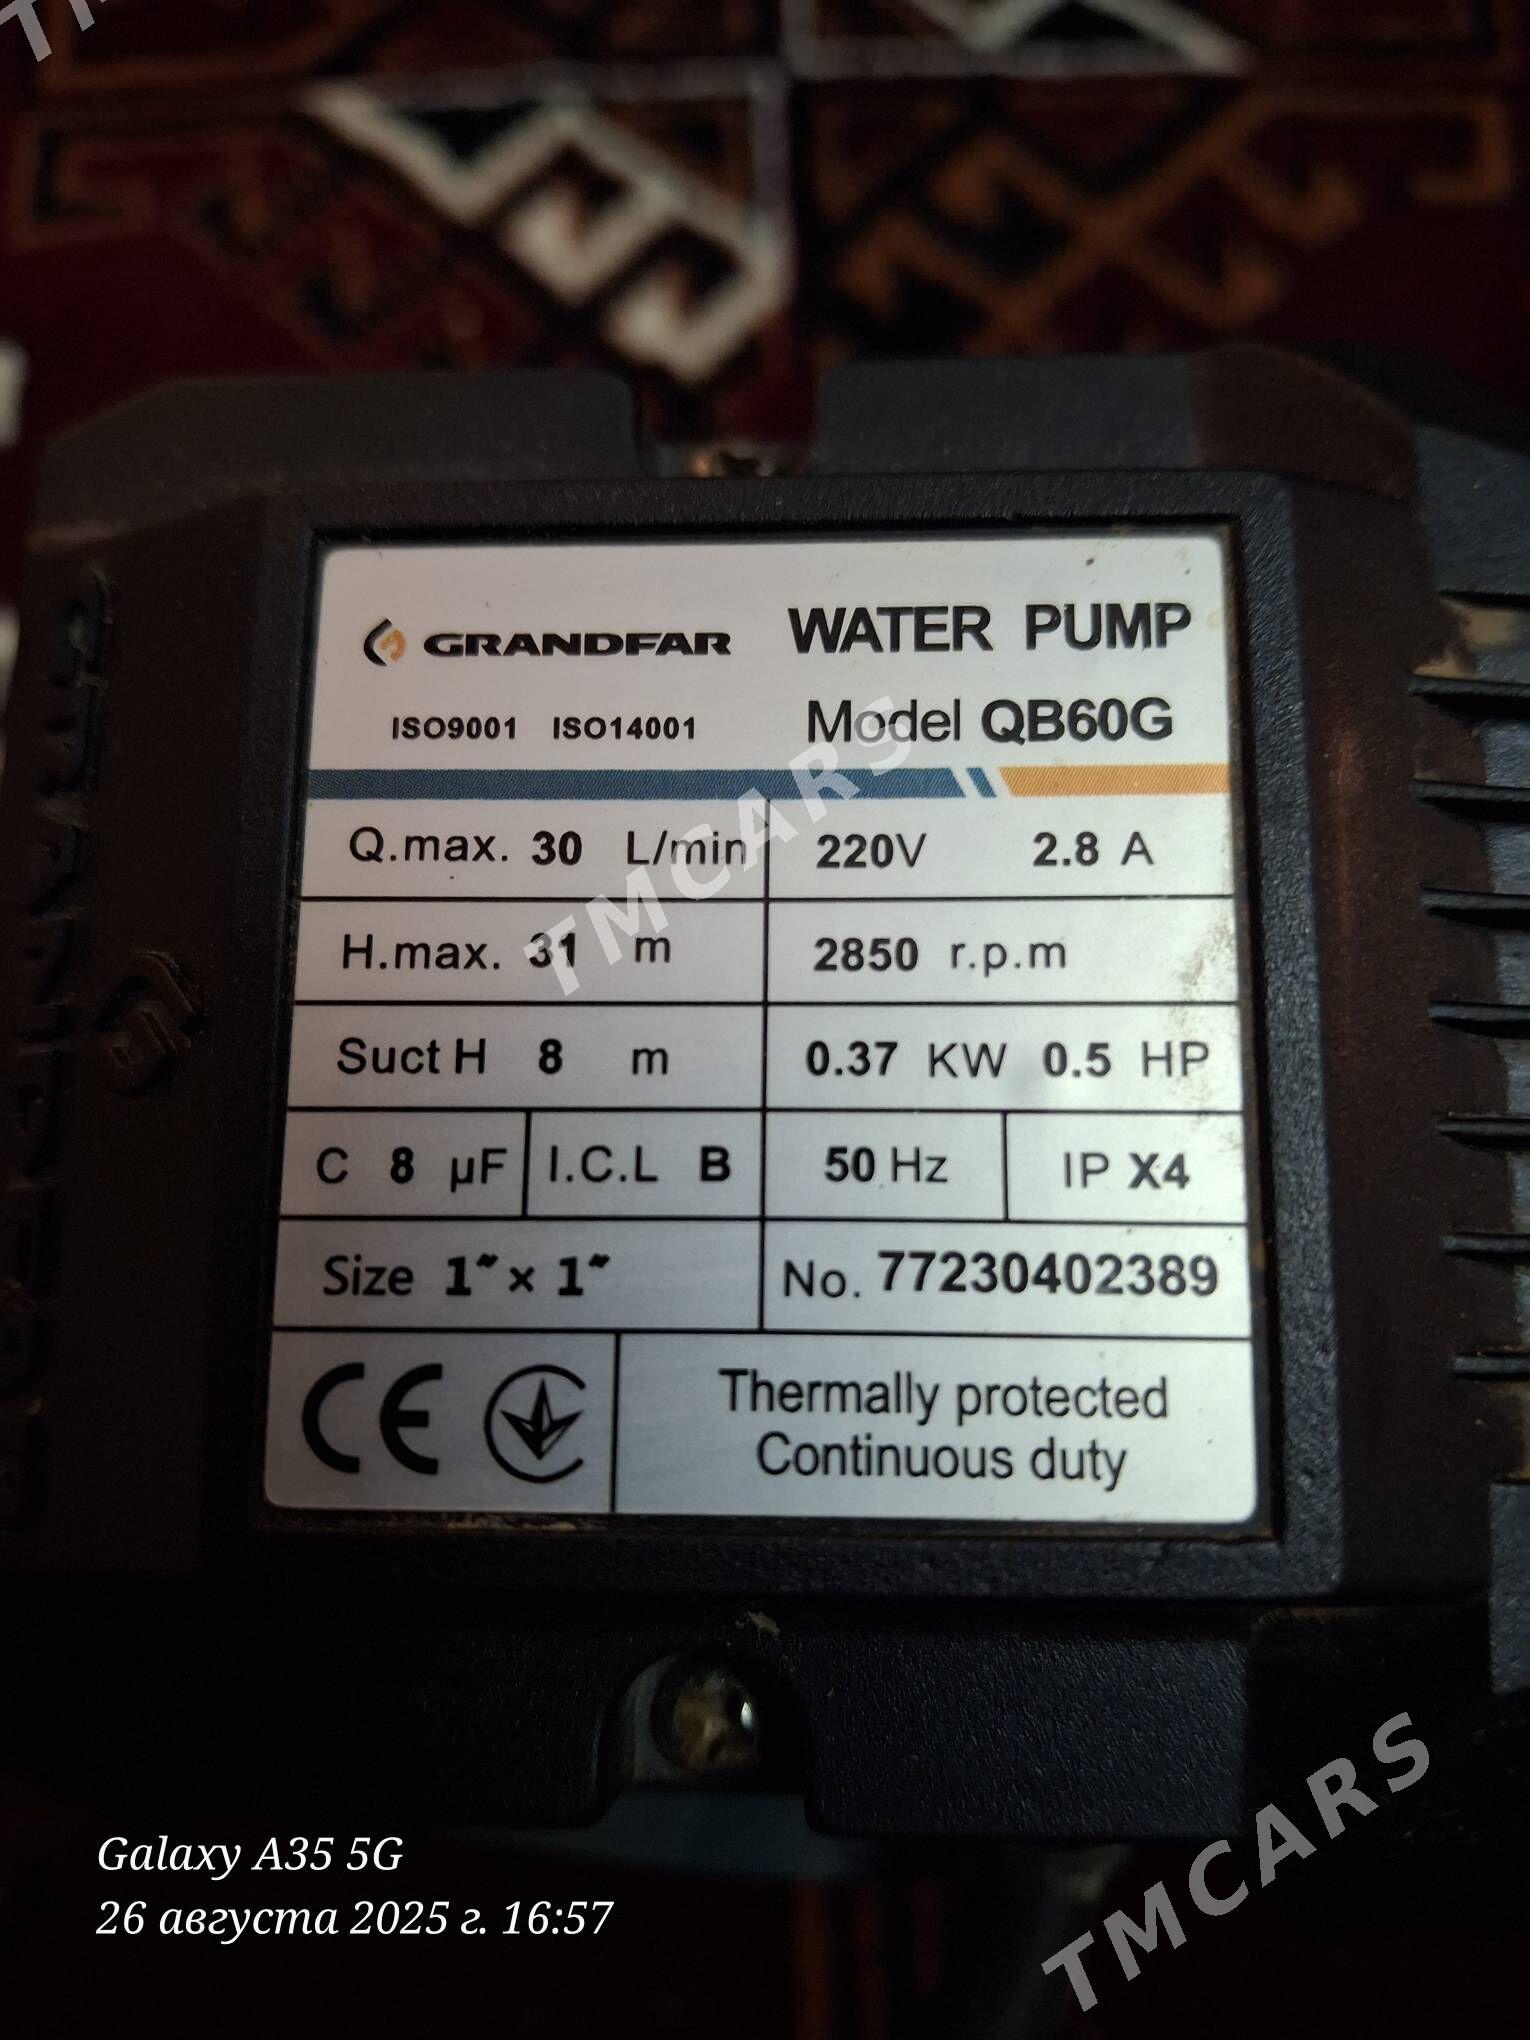 GRANDFAR WATER PUMP
ISO9001 ISO14001 Model QB60G
Q.max. 30 L/min 220V 2.8 A
H.max. 31 m 2850 r.p.m
Suct H 8 m 0.37 KW 0.5 HP
C 8 µF I.C.L B 50 Hz IP X4
Size 1″ × 1″ No. 77230402389
CE Thermally protected
Continuous duty
Galaxy A35 5G
26 августа 2025 г. 16:57
TMCARS
TMCARS